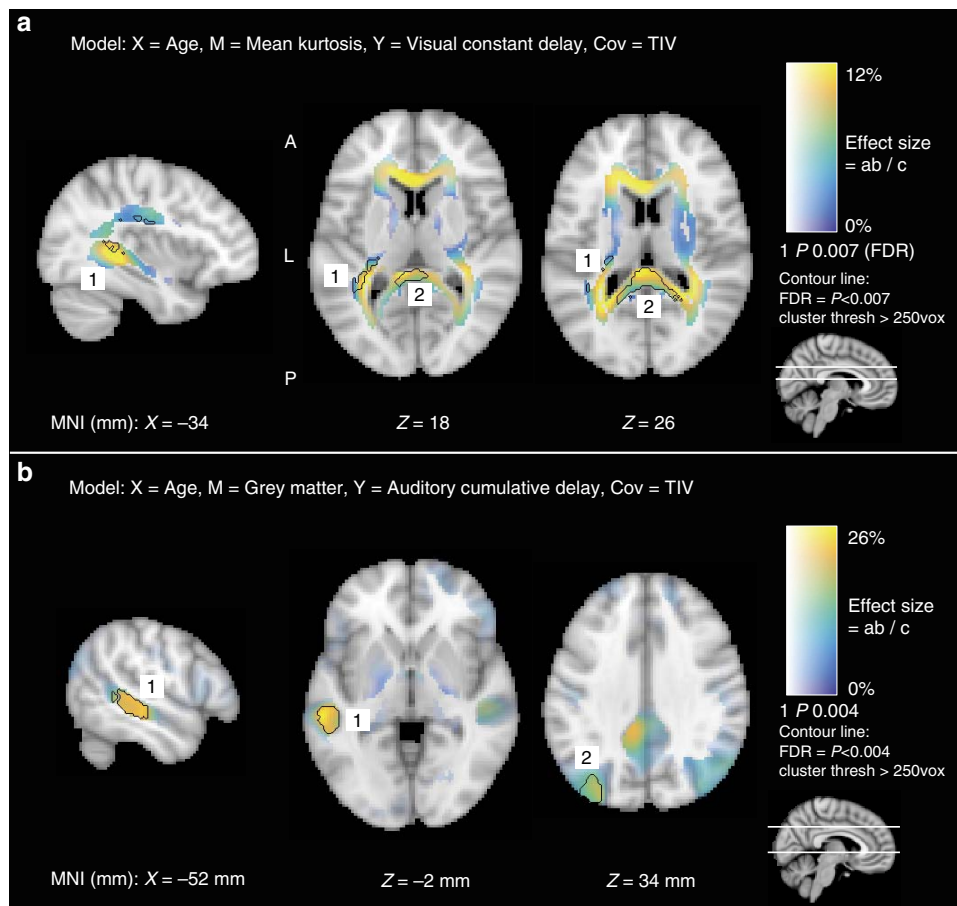 a
Model: X = Age, M = Mean kurtosis, Y = Visual constant delay, Cov = TIV
12%
A
Effect size
= ab / c
0%
L
1 P 0.007 (FDR)
1
1
1
2
2
Contour line:
FDR = P<0.007
cluster thresh > 250vox
P
MNI (mm): X = –34
Z = 18
Z = 26
b
Model: X = Age, M = Grey matter, Y = Auditory cumulative delay, Cov = TIV
26%
Effect size
= ab / c
0%
1
1
2
1 P 0.004
Contour line:
FDR = P<0.004
cluster thresh > 250vox
MNI (mm): X = –52 mm
Z = –2 mm
Z = 34 mm